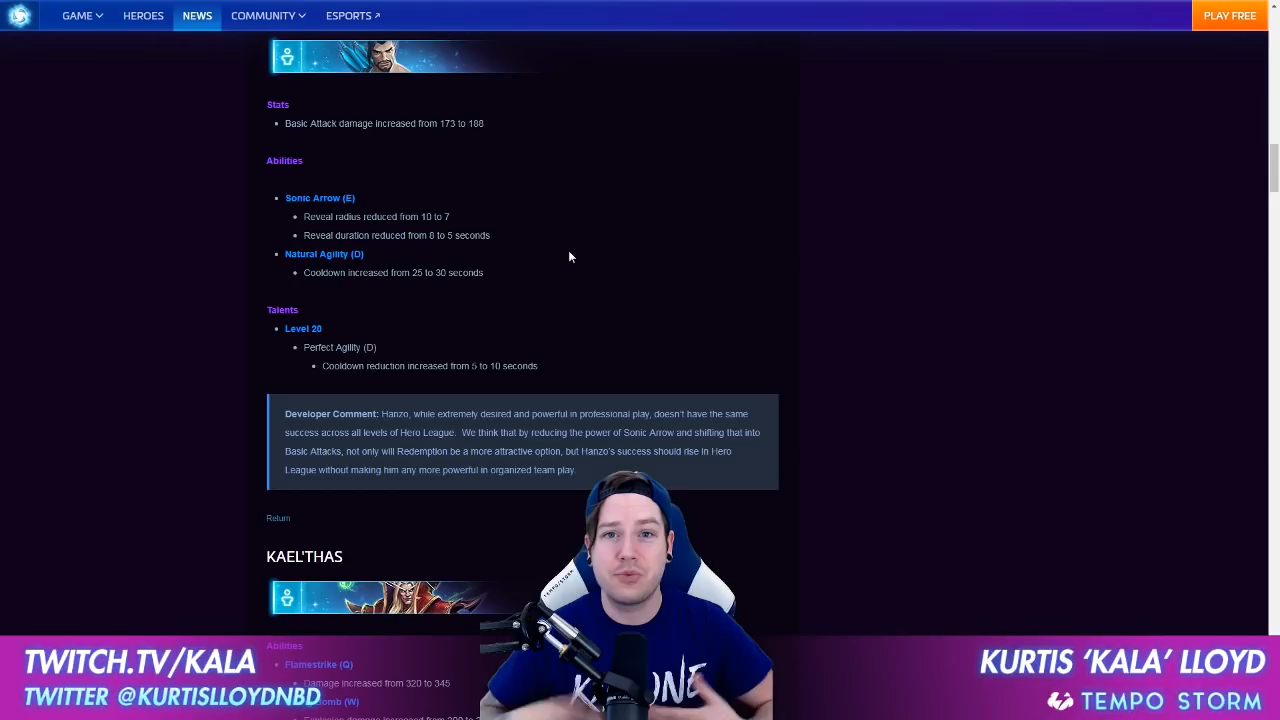 GAME HEROES NEWS COMMUNITY ESPORTS PLAY FREE
Stats
Basic Attack damage increased from 173 to 188
Abilities
Sonic Arrow (E)
Reveal radius reduced from 10 to 7
Reveal duration reduced from 8 to 5 seconds
Natural Agility (D)
Cooldown increased from 25 to 30 seconds
Talents
Level 20
Perfect Agility (D)
Cooldown reduction increased from 5 to 10 seconds
Developer Comment: Hanzo, while extremely desired and powerful in professional play, doesn't have the same
success across all levels of Hero League. We think that by reducing the power of Sonic Arrow and shifting that into
Basic Attacks, not only will Redemption be a more attractive option, but Hanzo's success should rise in Hero
League without making him any more powerful in organized team play.
Return
KAEL'THAS
Abilities
Flamestrike (Q)
Damage increased from 320 to 345
TWITCH.TV/KALA
TWITTER @KURTISLLOYDNBD
KURTIS 'KALA' LLOYD
TEMPO STORM
TEMPO/STORM